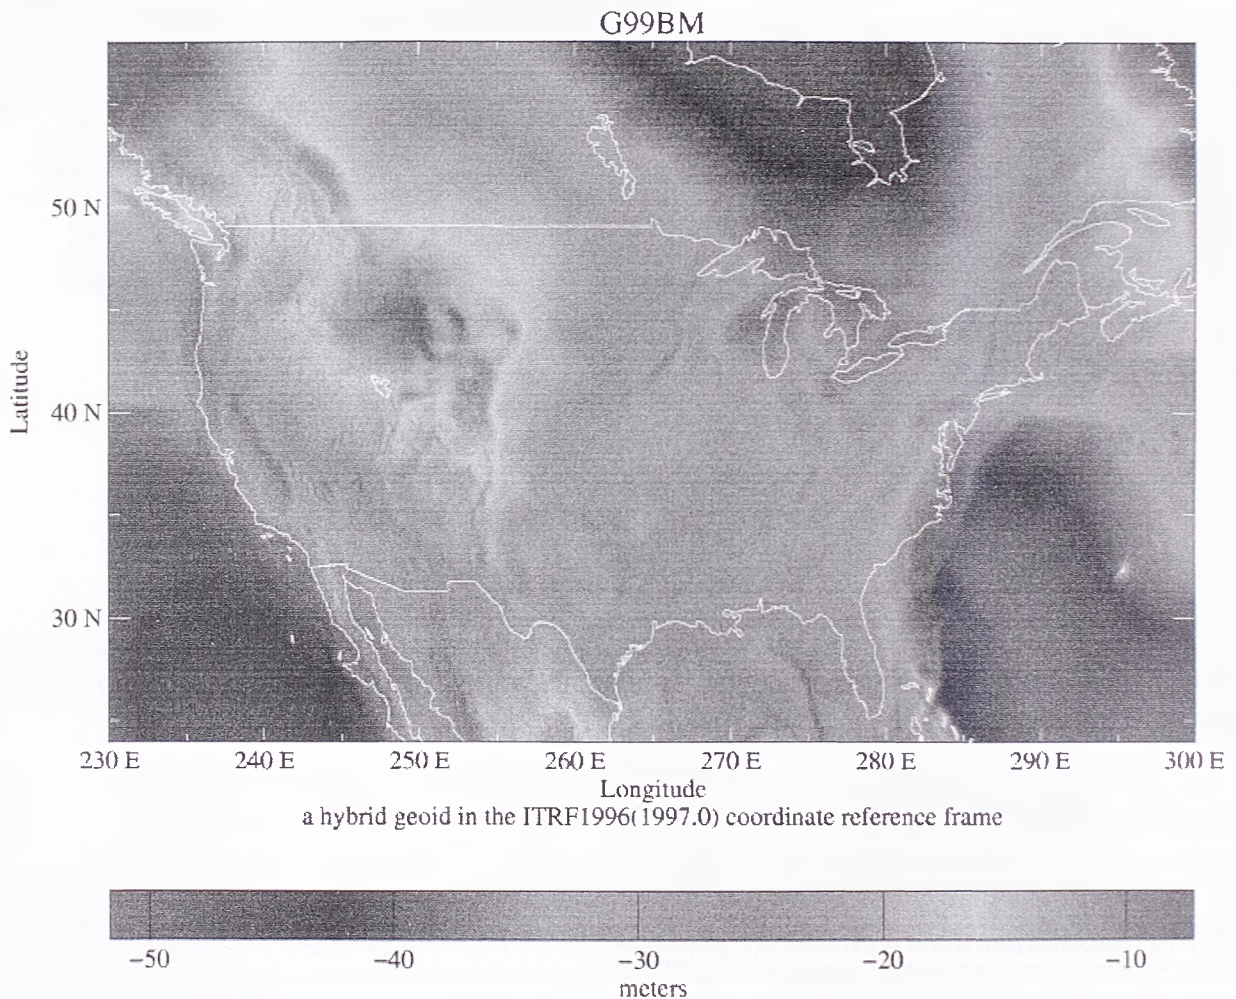 G99BM
50 N
40 N
30 N
Latitude
230 E 240 E 250 E 260 E 270 E 280 E 290 E 300 E
Longitude
a hybrid geoid in the ITRF1996(1997.0) coordinate reference frame
−50 −40 −30 −20 −10
meters